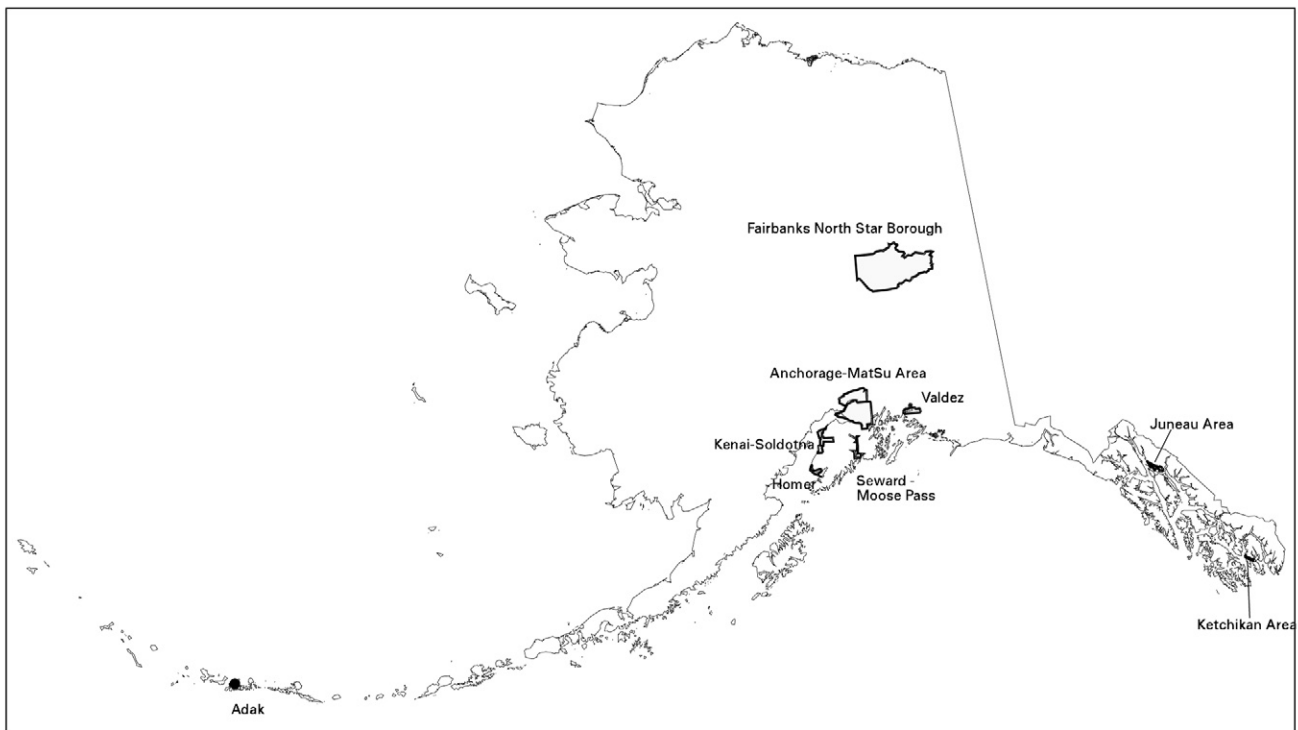 Fairbanks North Star Borough
Anchorage-MatSu Area
Valdez
Juneau Area
Kenai-Soldotna
Homer
Seward -
Moose Pass
Ketchikan Area
Adak